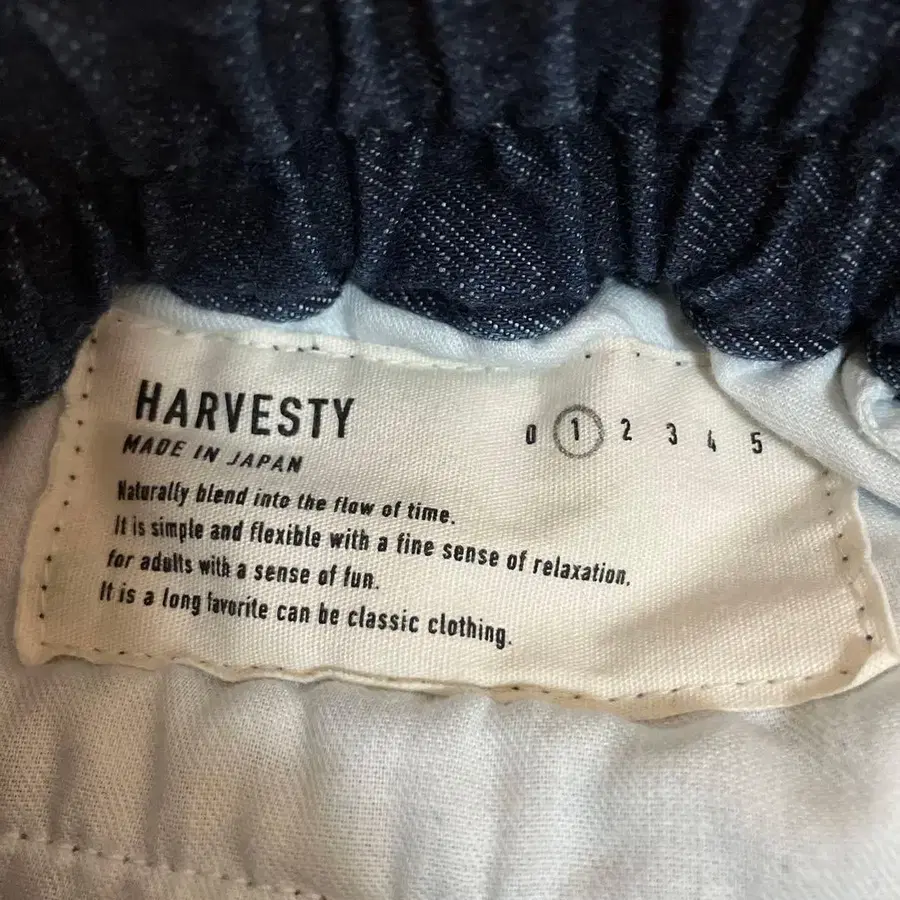 HARVESTY
0 1 2 3 4 5
MADE IN JAPAN
Naturally blend into the flow of time.
It is simple and flexible with a fine sense of relaxation.
for adults with a sense of fun.
It is a long favorite can be classic clothing.